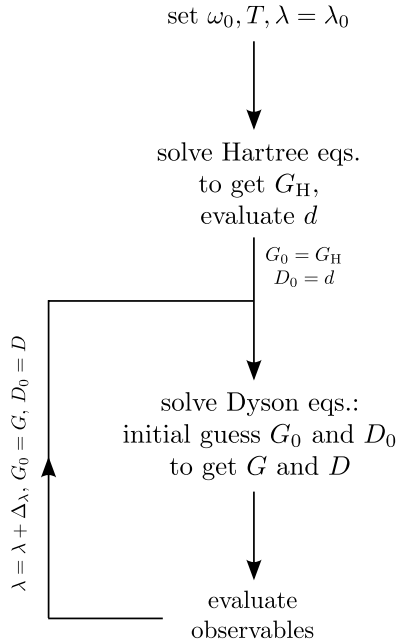 set ω₀, T, λ = λ₀
solve Hartree eqs.
to get G_H,
evaluate d
G₀ = G_H
D₀ = d
λ = λ + Δ_λ, G₀ = G, D₀ = D
solve Dyson eqs.:
initial guess G₀ and D₀
to get G and D
evaluate
observables